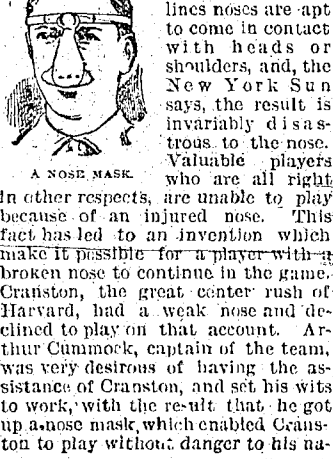 lines noses are apt
to come in contact
with heads or
shoulders, and, the
New York Sun
says, the result is
invariably disas-
trous to the nose.
Valuable players
who are all right
A NOSE MASK.
in other respects, are unable to play
because of an injured nose. This
fact has led to an invention which
make it possible for a player with a
broken nose to continue in the game.
Cranston, the great center rush of
Harvard, had a weak nose and de-
clined to play on that account. Ar-
thur Cummock, captain of the team,
was very desirous of having the as-
sistance of Cranston, and set his wits
to work, with the result that he got
up a nose mask, which enabled Crans-
ton to play without danger to his na-